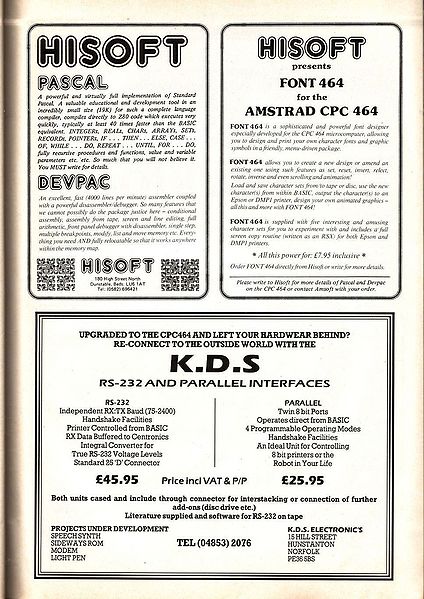 HISOFT
PASCAL
A powerful and virtually full implementation of Standard
Pascal. A valuable educational and development tool in an
incredibly small size (19K) for such a complete language
compiler, compiles directly to Z80 code which executes very
quickly, typically at least 40 times faster than the BASIC
equivalent. INTEGERs, REALs, CHARs, ARRAYs, SETs,
RECORDs, POINTERs, IF . . . THEN . . . ELSE, CASE . . .
OF, WHILE . . . DO, REPEAT . . . UNTIL, FOR . . . DO,
fully recursive procedures and functions, value and variable
parameters etc. etc. So much that you will not believe it.
You MUST write for details.
DEVPAC
An excellent, fast (4000 lines per minute) assembler coupled
with a powerful disassembler/debugger. So many features that
we cannot possibly do the package justice here - conditional
assembly, assembly from tape, screen and line editing, full
arithmetic, front panel debugger with disassembler, single step,
multiple breakpoints, modify, list and move memory etc. Every-
thing you need AND fully relocatable so that it works anywhere
within the memory map.
HISOFT
180 High Street North
Dunstable, Beds. LU6 1AT
Tel: (0582) 696421
HISOFT
presents
FONT 464
for the
AMSTRAD CPC 464
FONT 464 is a sophisticated and powerful font designer
especially developed for the CPC 464 microcomputer, allowing
you to design and print your own character fonts and graphic
symbols in a friendly, menu-driven package.
FONT 464 allows you to create a new design or amend an
existing one using such features as set, reset, invert, reflect,
rotate, inverse and even scrolling and animation!
Load and save character sets from/to tape or disc, use the new
character(s) from within BASIC, output the character(s) to an
Epson or DMP1 printer, design your own animated graphics -
all this and more with FONT 464!
FONT 464 is supplied with five interesting and amusing
character sets for you to experiment with and includes a full
screen copy routine (written as an RSX) for both Epson and
DMP1 printers.
* All this power for: £7.95 inclusive *
Order FONT 464 directly from Hisoft or write for more details.
Please write to Hisoft for more details of Pascal and Devpac
on the CPC 464 or contact Amsoft with your order.
UPGRADED TO THE CPC464 AND LEFT YOUR HARDWEAR BEHIND?
RE-CONNECT TO THE OUTSIDE WORLD WITH THE
K.D.S
RS-232 AND PARALLEL INTERFACES
RS-232
Independent RX:TX Baud (75-2400)
Handshake Facilities
Printer Controlled from BASIC
RX Data Buffered to Centronics
Integral Converter for
True RS-232 Voltage Levels
Standard 25 'D' Connector
PARALLEL
Twin 8 bit Ports
Operates direct from BASIC
4 Programmable Operating Modes
Handshake Facilities
An Ideal Unit for Controlling
8 bit printers or the
Robot in Your Life
£45.95 Price incl VAT & P/P £25.95
Both units cased and include through connector for interstacking or connection of further
add-ons (disc drive etc.)
Literature supplied and software for RS-232 on tape
PROJECTS UNDER DEVELOPMENT
SPEECH SYNTH
SIDEWAYS ROM
MODEM
LIGHT PEN
TEL (04853) 2076
K.D.S. ELECTRONIC'S
15 HILL STREET
HUNSTANTON
NORFOLK
PE36 5BS